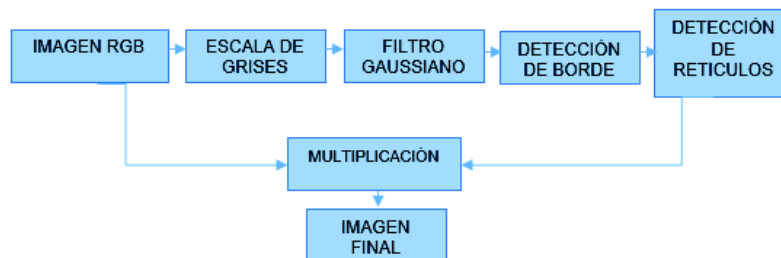 IMAGEN RGB
ESCALA DE
GRISES
FILTRO
GAUSSIANO
DETECCIÓN
DE BORDE
DETECCIÓN
DE
RETICULOS
MULTIPLICACIÓN
IMAGEN
FINAL